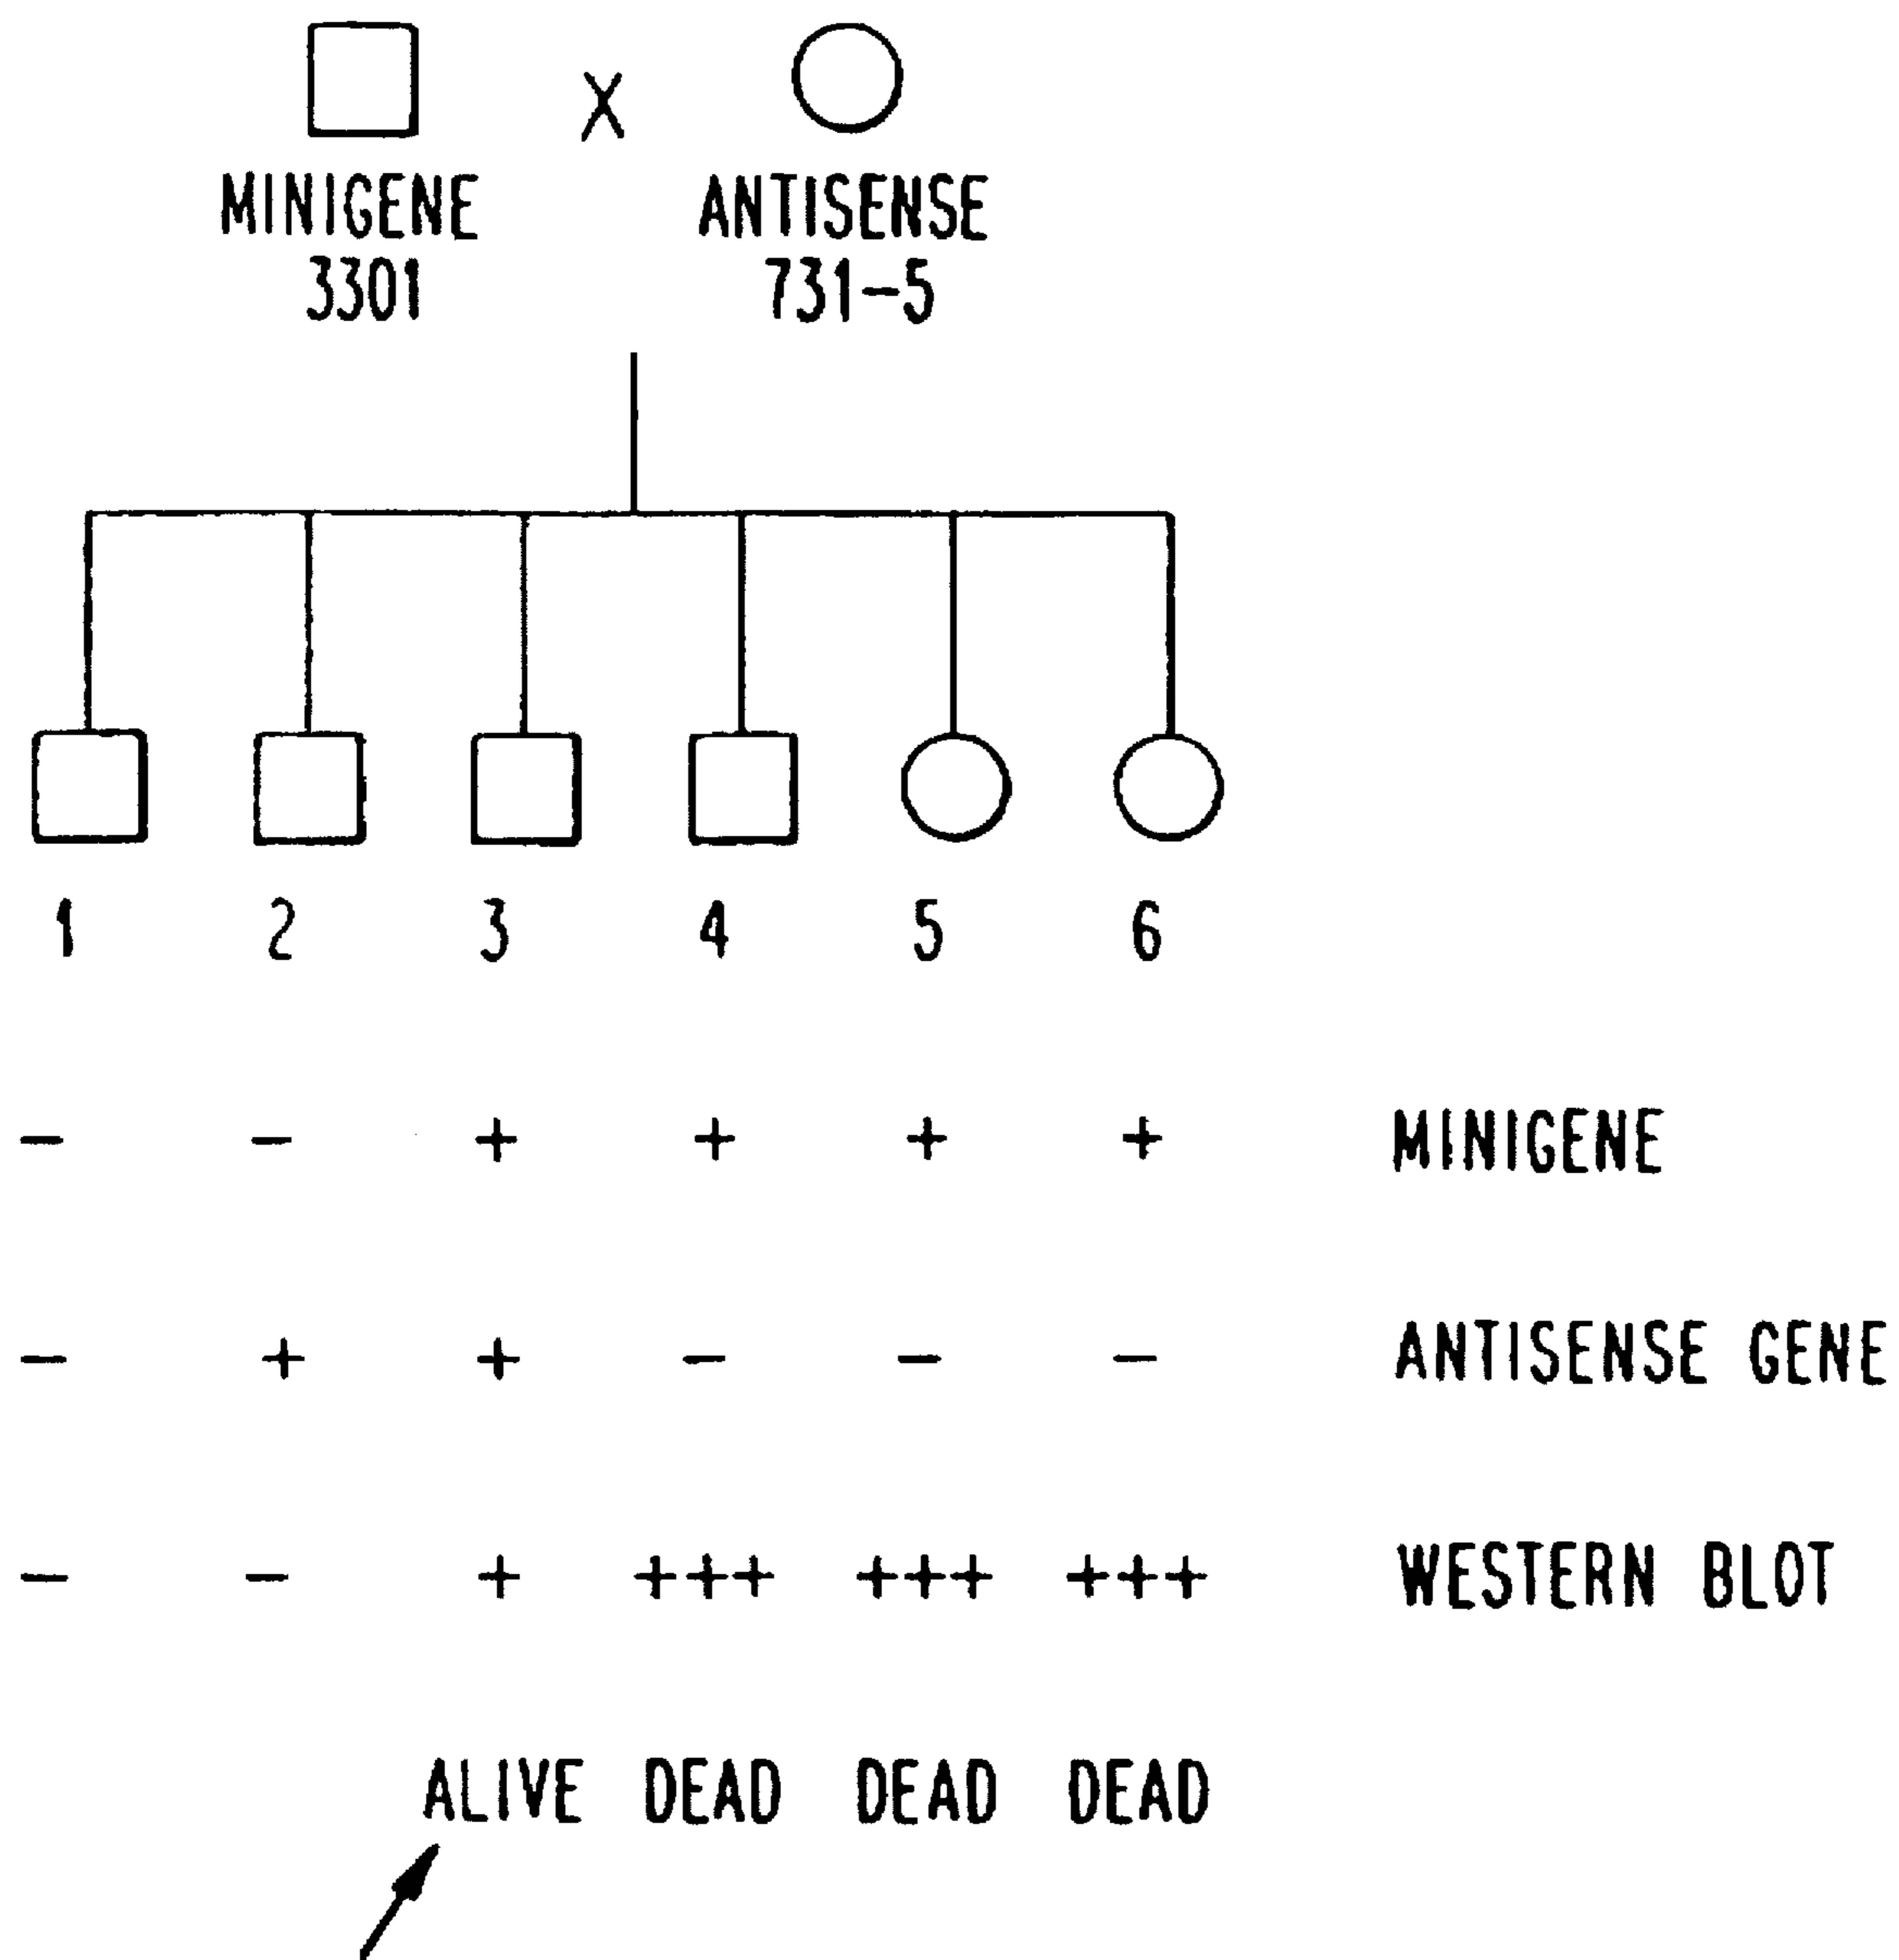 X
MINIGENE ANTISENSE
3301 731-5
1 2 3 4 5 6
- - + + + + MINIGENE
- + + - - - ANTISENSE GENE
- - + +++ +++ +++ WESTERN BLOT
ALIVE DEAD DEAD DEAD